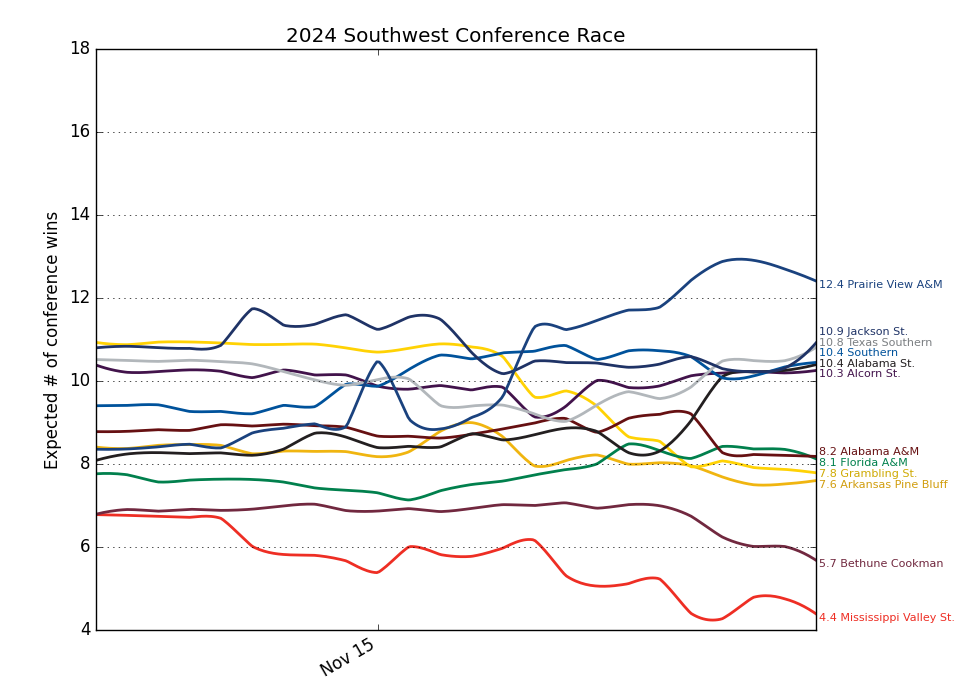 2024 Southwest Conference Race
Expected # of conference wins
18
16
14
12
10
8
6
4
Nov 15
12.4 Prairie View A&M
10.9 Jackson St.
10.8 Texas Southern
10.4 Southern
10.4 Alabama St.
10.3 Alcorn St.
8.2 Alabama A&M
8.1 Florida A&M
7.8 Grambling St.
7.6 Arkansas Pine Bluff
5.7 Bethune Cookman
4.4 Mississippi Valley St.